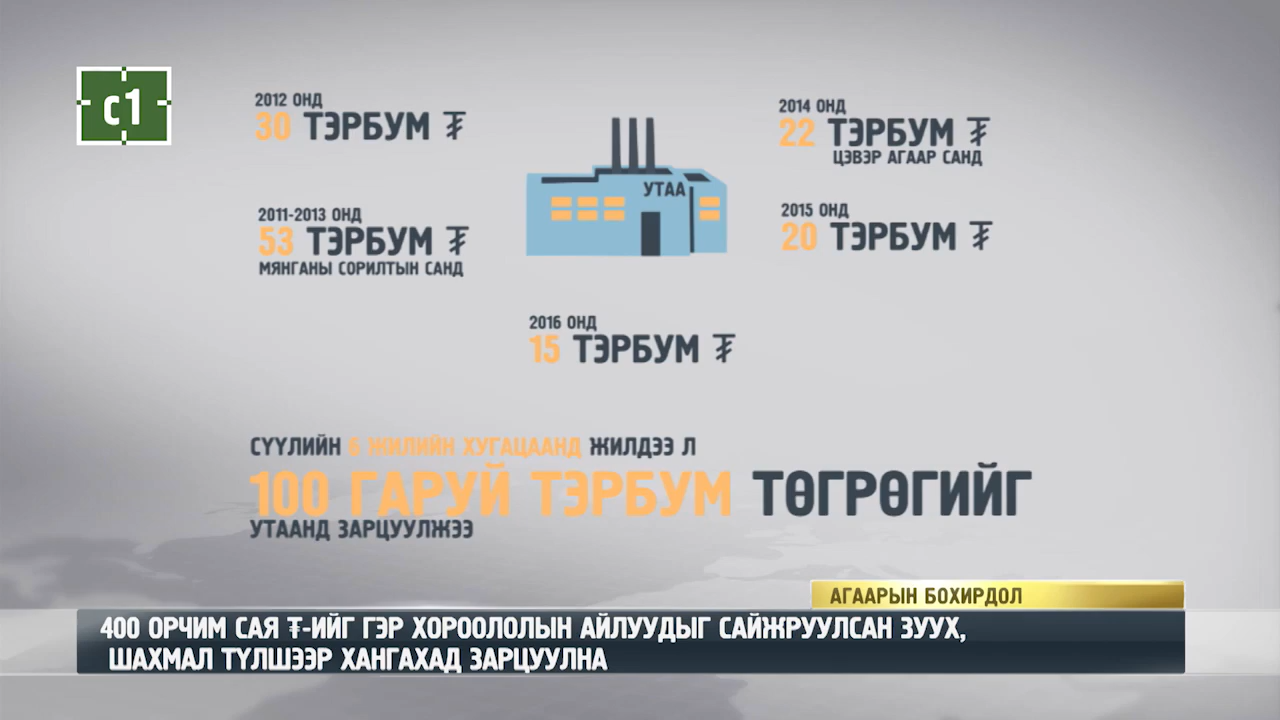 c1
2012 ОНД
30 ТЭРБУМ ₮
2011-2013 ОНД
53 ТЭРБУМ ₮
МЯНГАНЫ СОРИЛТЫН САНД
УТАА
2014 ОНД
22 ТЭРБУМ ₮
ЦЭВЭР АГААР САНД
2015 ОНД
20 ТЭРБУМ ₮
2016 ОНД
15 ТЭРБУМ ₮
СҮҮЛИЙН 6 ЖИЛИЙН ХУГАЦААНД ЖИЛДЭЭ Л
100 ГАРУЙ ТЭРБУМ ТӨГРӨГИЙГ
УТААНД ЗАРЦУУЛЖЭЭ
АГААРЫН БОХИРДОЛ
400 ОРЧИМ САЯ ₮-ИЙГ ГЭР ХОРООЛОЛЫН АЙЛУУДЫГ САЙЖРУУЛСАН ЗУУХ,
ШАХМАЛ ТҮЛШЭЭР ХАНГАХАД ЗАРЦУУЛНА